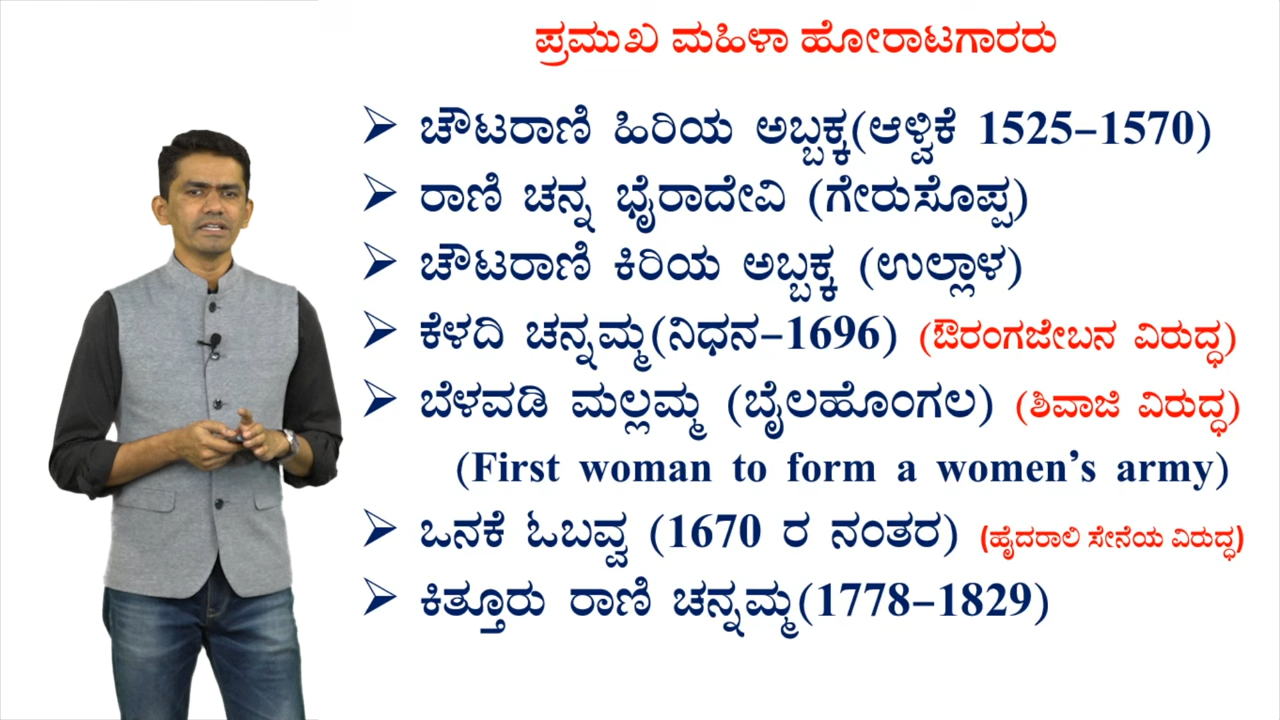 ಪ್ರಮುಖ ಮಹಿಳಾ ಹೋರಾಟಗಾರರು
➢ ಚೌಟರಾಣಿ ಹಿರಿಯ ಅಬ್ಬಕ್ಕ(ಆಳ್ವಿಕೆ 1525-1570)
➢ ರಾಣಿ ಚನ್ನ ಭೈರಾದೇವಿ (ಗೇರುಸೊಪ್ಪ)
➢ ಚೌಟರಾಣಿ ಕಿರಿಯ ಅಬ್ಬಕ್ಕ (ಉಲ್ಲಾಳ)
➢ ಕೆಳದಿ ಚನ್ನಮ್ಮ(ನಿಧನ-1696) (ಔರಂಗಜೇಬನ ವಿರುದ್ಧ)
➢ ಬೆಳವಡಿ ಮಲ್ಲಮ್ಮ (ಬೈಲಹೊಂಗಲ) (ಶಿವಾಜಿ ವಿರುದ್ಧ)
(First woman to form a women’s army)
➢ ಒನಕೆ ಓಬವ್ವ (1670 ರ ನಂತರ) (ಹೈದರಾಲಿ ಸೇನೆಯ ವಿರುದ್ಧ)
➢ ಕಿತ್ತೂರು ರಾಣಿ ಚನ್ನಮ್ಮ(1778-1829)